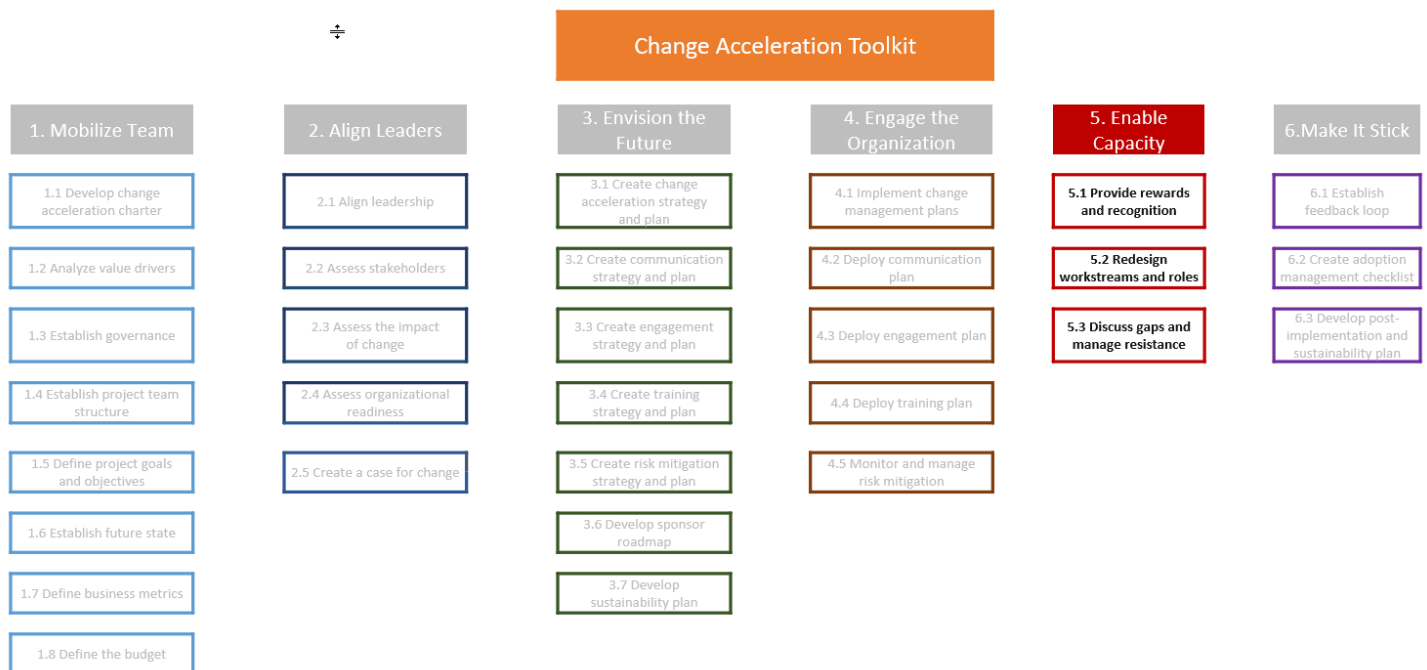 Change Acceleration Toolkit
1. Mobilize Team
1.1 Develop change
acceleration charter
1.2 Analyze value drivers
1.3 Establish governance
1.4 Establish project team
structure
1.5 Define project goals
and objectives
1.6 Establish future state
1.7 Define business metrics
1.8 Define the budget
2. Align Leaders
2.1 Align leadership
2.2 Assess stakeholders
2.3 Assess the impact
of change
2.4 Assess organizational
readiness
2.5 Create a case for change
3. Envision the
Future
3.1 Create change
acceleration strategy
and plan
3.2 Create communication
strategy and plan
3.3 Create engagement
strategy and plan
3.4 Create training
strategy and plan
3.5 Create risk mitigation
strategy and plan
3.6 Develop sponsor
roadmap
3.7 Develop
sustainability plan
4. Engage the
Organization
4.1 Implement change
management plans
4.2 Deploy communication
plan
4.3 Deploy engagement plan
4.4 Deploy training plan
4.5 Monitor and manage
risk mitigation
5. Enable
Capacity
5.1 Provide rewards
and recognition
5.2 Redesign
workstreams and roles
5.3 Discuss gaps and
manage resistance
6.Make It Stick
6.1 Establish
feedback loop
6.2 Create adoption
management checklist
6.3 Develop post-
implementation and
sustainability plan